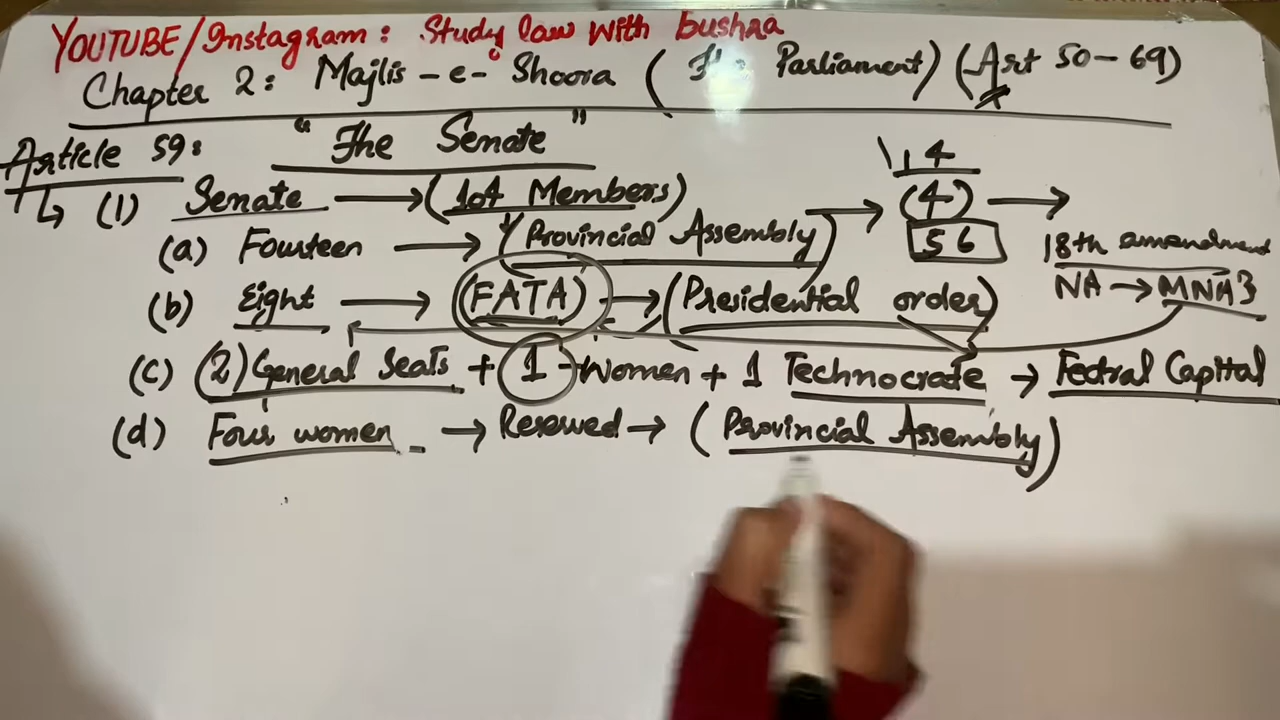 YOUTUBE/Instagram: Study law with bushra
Chapter 2: Majlis-e-Shoora ( Parliament) (Art 50-69)
Article 59: "The Senate"
(1) Senate → (104 Members)
14
(4) →
56
(a) Fourteen → (Provincial Assembly) →
18th amendment
NA → MNA's
(b) Eight → (FATA) → (Presidential order)
(c) (2) General Seats + 1 women + 1 Technocrate → Fedral Capital
(d) Four women → Reserved → (Provincial Assembly)